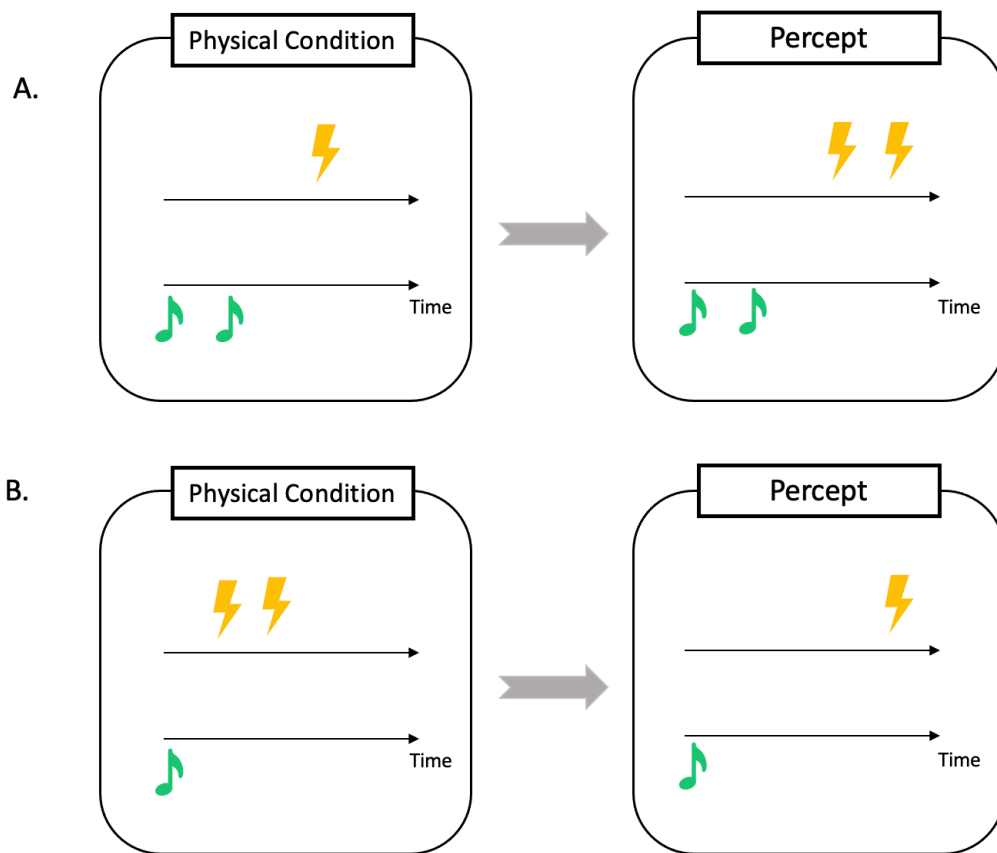 Physical Condition
Percept
A.
Time
Time
B.
Physical Condition
Percept
Time
Time